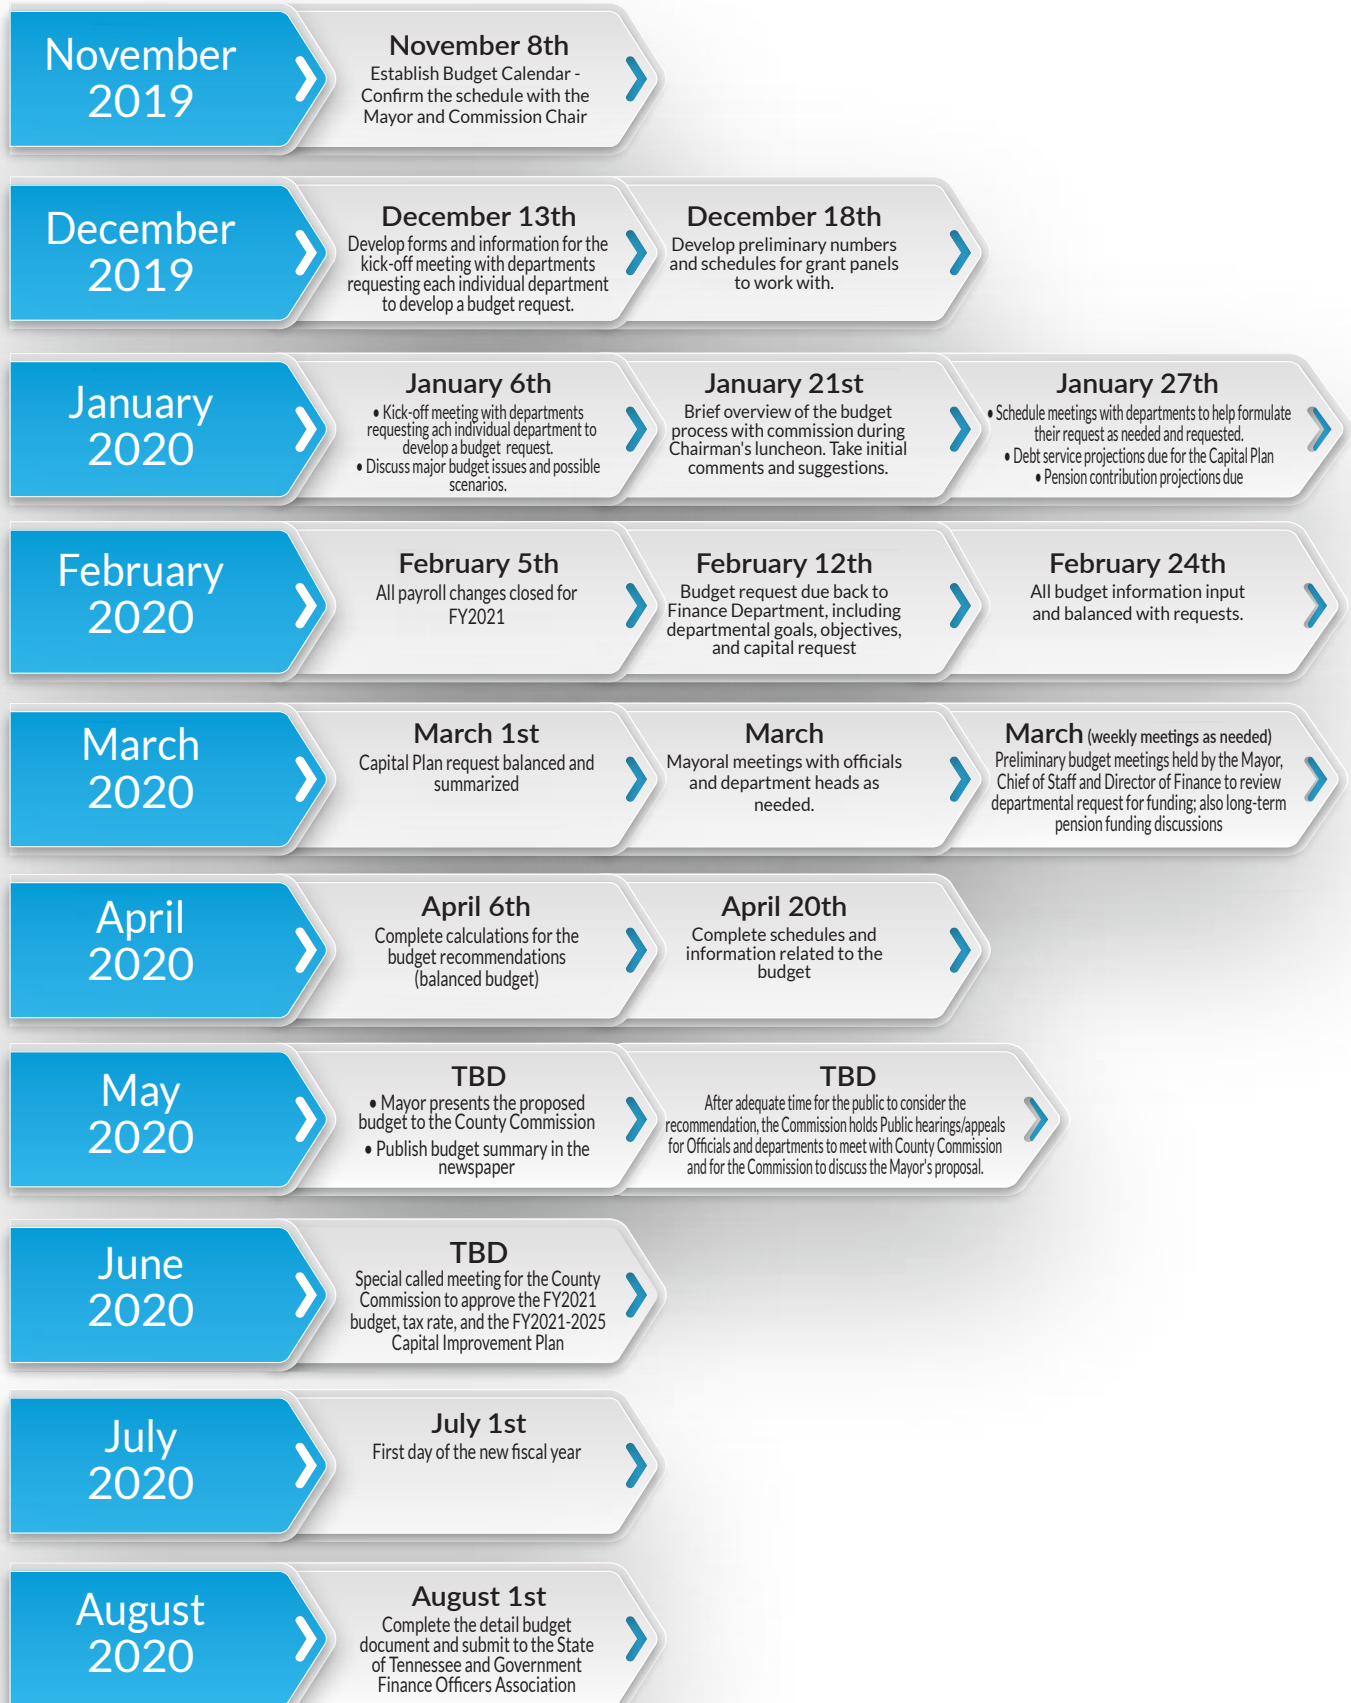 November
2019
November 8th
Establish Budget Calendar -
Confirm the schedule with the
Mayor and Commission Chair
December
2019
December 13th
Develop forms and information for the
kick-off meeting with departments
requesting each individual department
to develop a budget request.
December 18th
Develop preliminary numbers
and schedules for grant panels
to work with.
January
2020
January 6th
• Kick-off meeting with departments
requesting ach individual department to
develop a budget request.
• Discuss major budget issues and possible
scenarios.
January 21st
Brief overview of the budget
process with commission during
Chairman's luncheon. Take initial
comments and suggestions.
January 27th
• Schedule meetings with departments to help formulate
their request as needed and requested.
• Debt service projections due for the Capital Plan
• Pension contribution projections due
February
2020
February 5th
All payroll changes closed for
FY2021
February 12th
Budget request due back to
Finance Department, including
departmental goals, objectives,
and capital request
February 24th
All budget information input
and balanced with requests.
March
2020
March 1st
Capital Plan request balanced and
summarized
March
Mayoral meetings with officials
and department heads as
needed.
March (weekly meetings as needed)
Preliminary budget meetings held by the Mayor,
Chief of Staff and Director of Finance to review
departmental request for funding; also long-term
pension funding discussions
April
2020
April 6th
Complete calculations for the
budget recommendations
(balanced budget)
April 20th
Complete schedules and
information related to the
budget
May
2020
TBD
• Mayor presents the proposed
budget to the County Commission
• Publish budget summary in the
newspaper
TBD
After adequate time for the public to consider the
recommendation, the Commission holds Public hearings/appeals
for Officials and departments to meet with County Commission
and for the Commission to discuss the Mayor's proposal.
June
2020
TBD
Special called meeting for the County
Commission to approve the FY2021
budget, tax rate, and the FY2021-2025
Capital Improvement Plan
July
2020
July 1st
First day of the new fiscal year
August
2020
August 1st
Complete the detail budget
document and submit to the State
of Tennessee and Government
Finance Officers Association